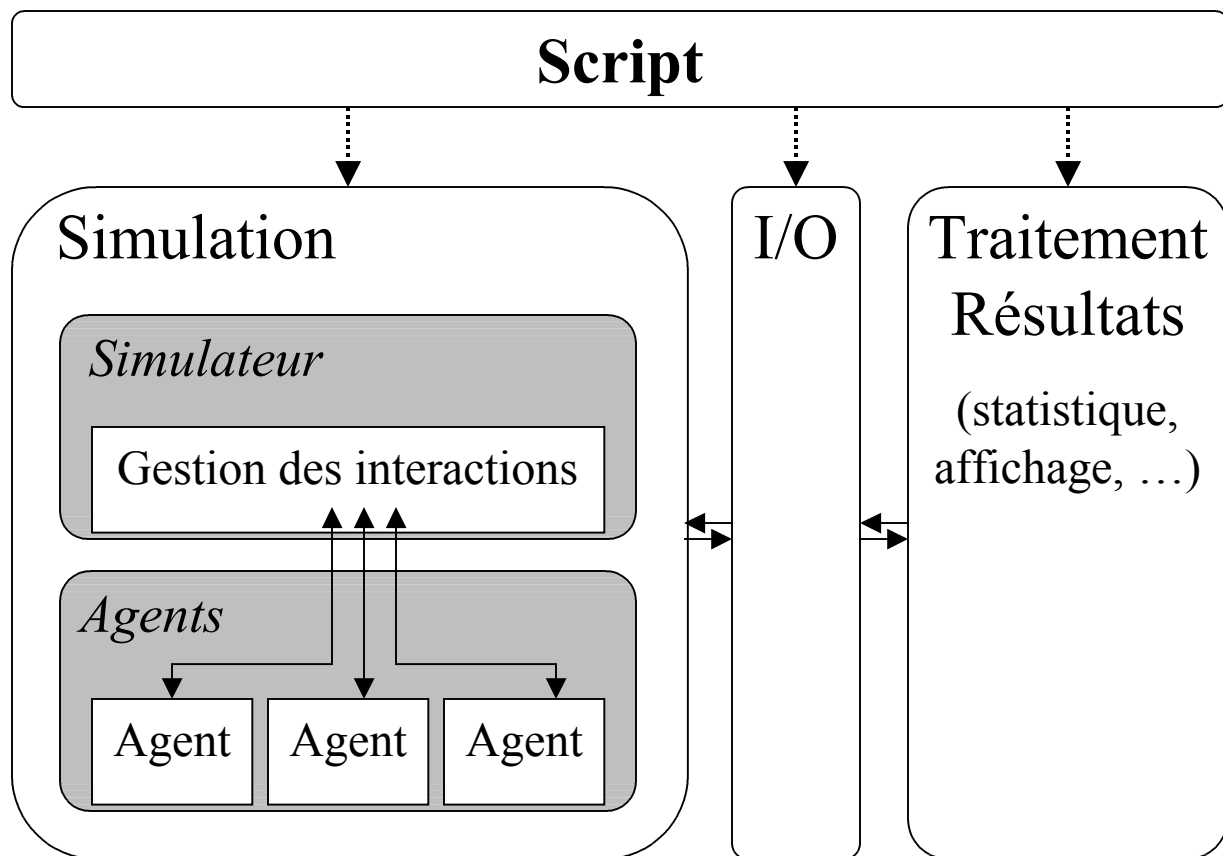 Script
Simulation
Simulateur
Gestion des interactions
Agents
Agent
Agent
Agent
I/O
Traitement
Résultats
(statistique,
affichage, …)